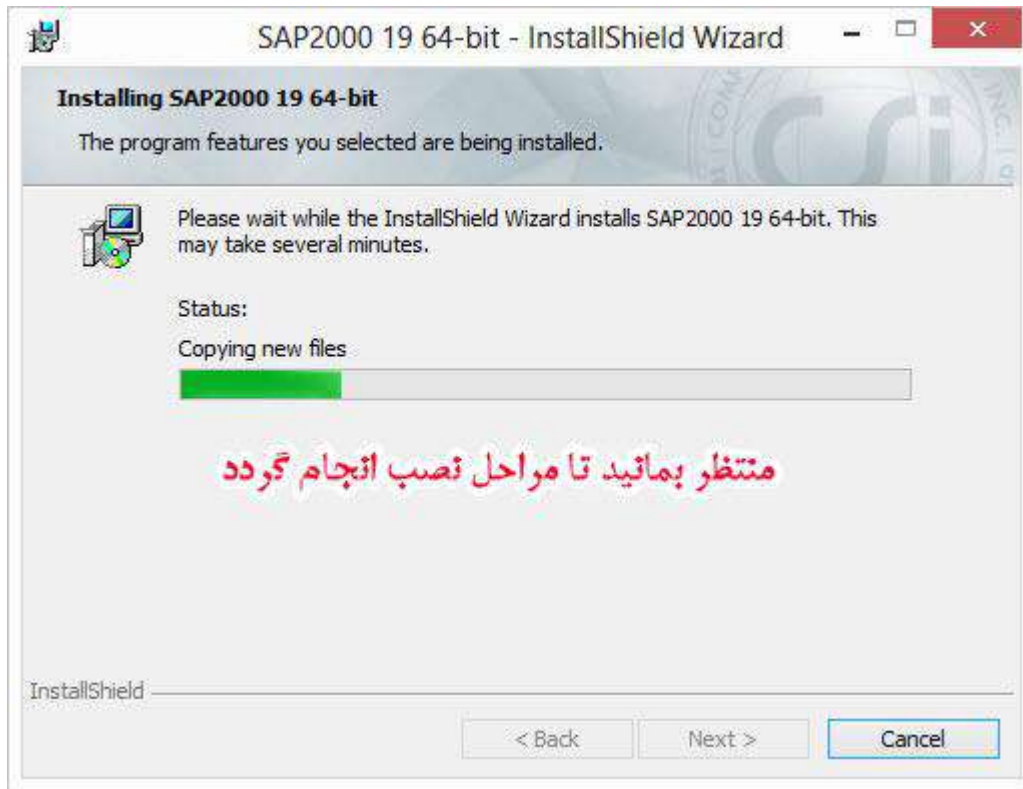 SAP2000 19 64-bit - InstallShield Wizard
Installing SAP2000 19 64-bit
The program features you selected are being installed.
CSi
Please wait while the InstallShield Wizard installs SAP2000 19 64-bit. This
may take several minutes.
Status:
Copying new files
منتظر بمانید تا مراحل نصب انجام گردد
InstallShield
< Back
Next >
Cancel